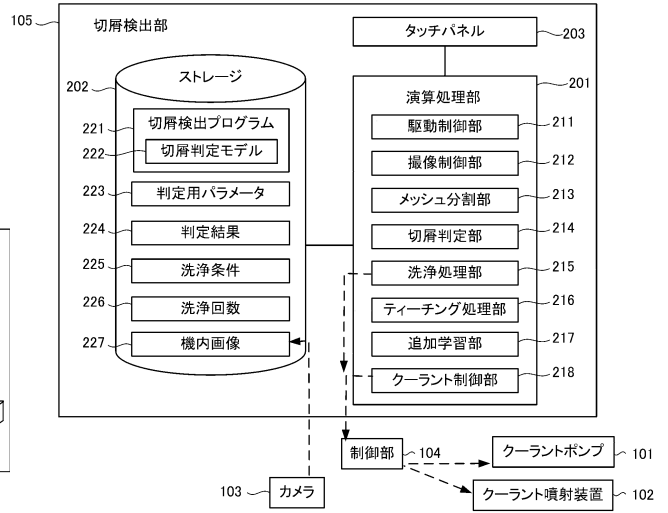 105
切屑検出部
タッチパネル
203
202
ストレージ
201
演算処理部
221
切屑検出プログラム
222
切屑判定モデル
223
判定用パラメータ
224
判定結果
225
洗浄条件
226
洗浄回数
227
機内画像
駆動制御部
211
撮像制御部
212
メッシュ分割部
213
切屑判定部
214
洗浄処理部
215
ティーチング処理部
216
追加学習部
217
クーラント制御部
218
制御部
104
クーラントポンプ
101
103
カメラ
クーラント噴射装置
102